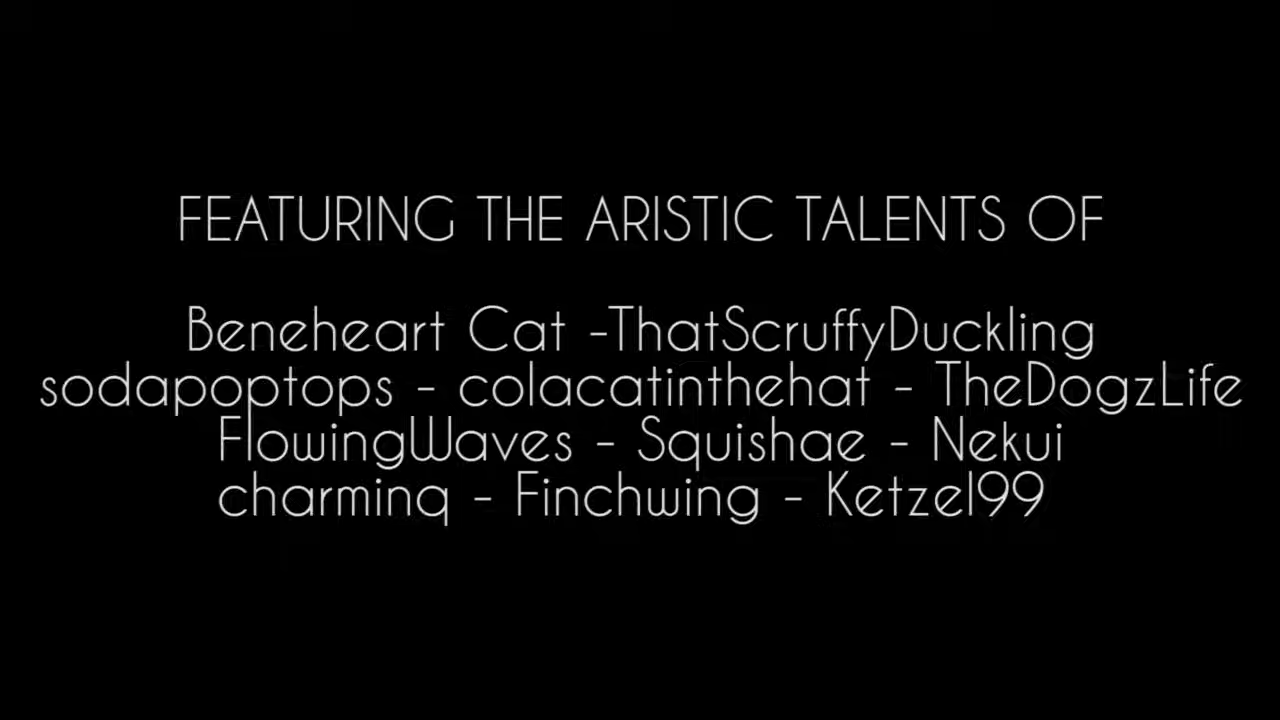 FEATURING THE ARISTIC TALENTS OF
Beneheart Cat -ThatScruffyDuckling
sodapoptops - colacatinthehat - TheDogzLife
FlowingWaves - Squishae - Nekui
charminq - Finchwing - Ketzel99